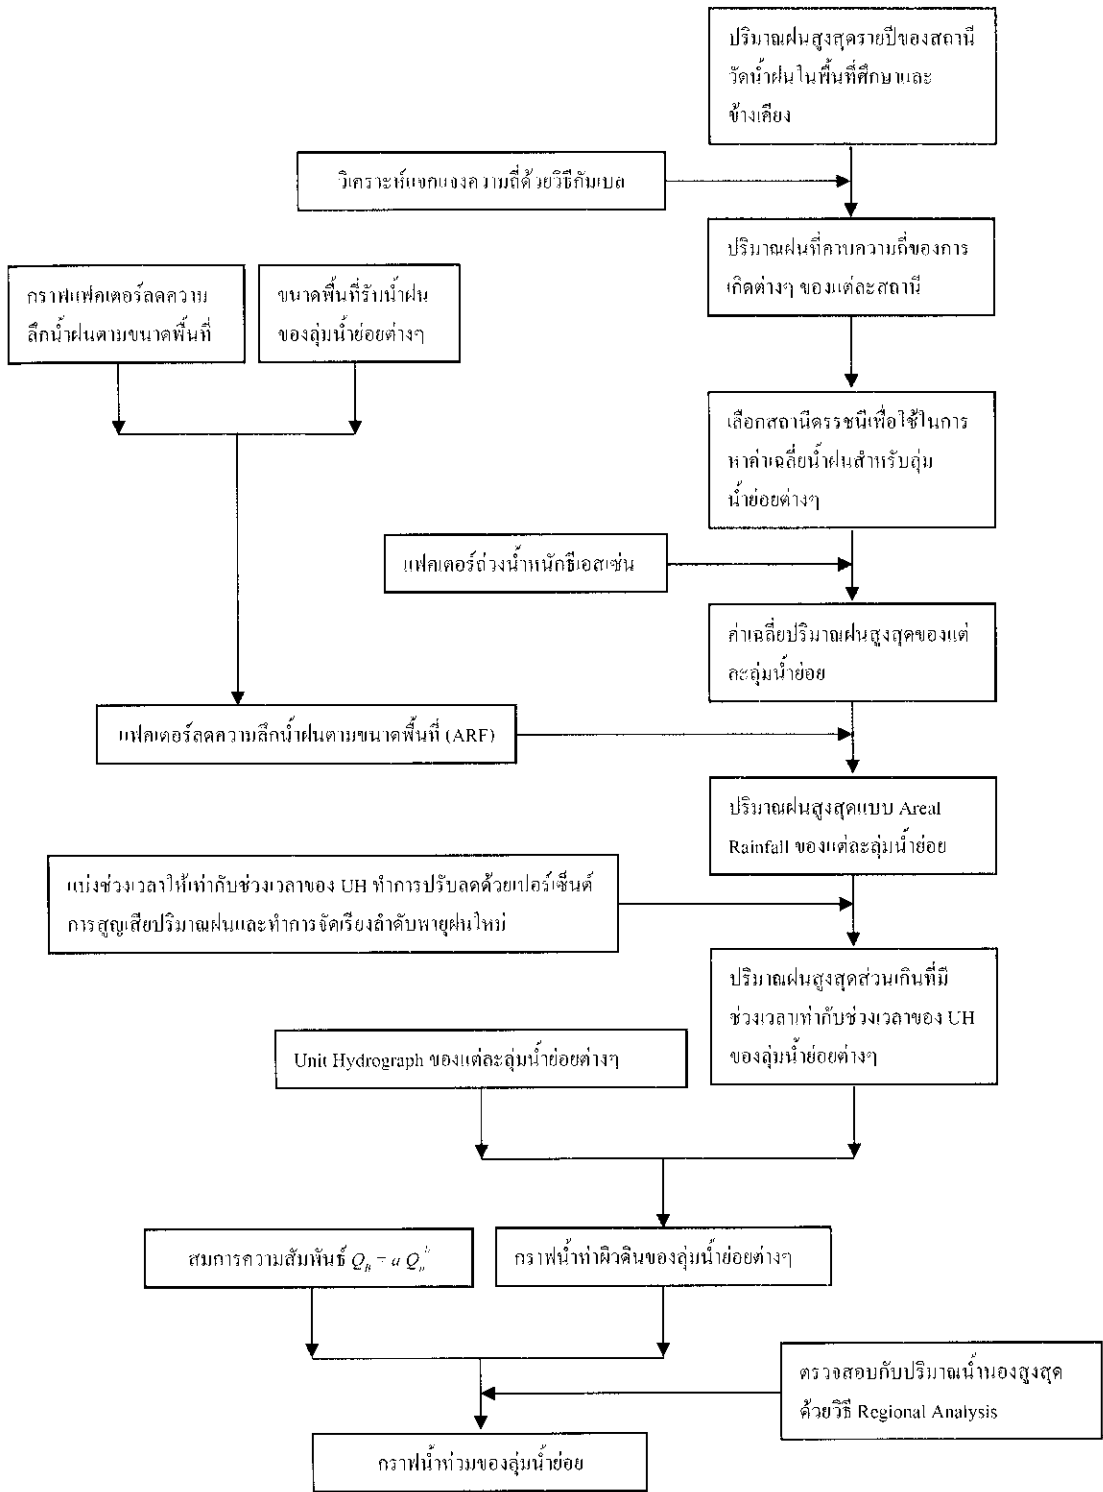 ปริมาณฝนสูงสุดรายปีของสถานี
วัดน้ำฝนในพื้นที่ศึกษาและ
ข้างเคียง
วิเคราะห์แจกแจงความถี่ด้วยวิธีกัมเบล
ปริมาณฝนที่คาบความถี่ของการ
เกิดต่างๆ ของแต่ละสถานี
กราฟแฟคเตอร์ลดความ
ลึกน้ำฝนตามขนาดพื้นที่
ขนาดพื้นที่รับน้ำฝน
ของลุ่มน้ำย่อยต่างๆ
เลือกสถานีดรรชนีเพื่อใช้ในการ
หาค่าเฉลี่ยน้ำฝนสำหรับลุ่ม
น้ำย่อยต่างๆ
แฟคเตอร์ถ่วงน้ำหนักธีเอสเซ่น
ค่าเฉลี่ยปริมาณฝนสูงสุดของแต่
ละลุ่มน้ำย่อย
แฟคเตอร์ลดความลึกน้ำฝนตามขนาดพื้นที่ (ARF)
ปริมาณฝนสูงสุดแบบ Areal
Rainfall ของแต่ละลุ่มน้ำย่อย
แบ่งช่วงเวลาให้เท่ากับช่วงเวลาของ UH ทำการปรับลดด้วยเปอร์เซ็นต์
การสูญเสียปริมาณฝนและทำการจัดเรียงลำดับพายุฝนใหม่
ปริมาณฝนสูงสุดส่วนเกินที่มี
ช่วงเวลาเท่ากับช่วงเวลาของ UH
ของลุ่มน้ำย่อยต่างๆ
Unit Hydrograph ของแต่ละลุ่มน้ำย่อยต่างๆ
สมการความสัมพันธ์ Q_B = a Q_p^b
กราฟน้ำท่าผิวดินของลุ่มน้ำย่อยต่างๆ
ตรวจสอบกับปริมาณน้ำนองสูงสุด
ด้วยวิธี Regional Analysis
กราฟน้ำท่วมของลุ่มน้ำย่อย